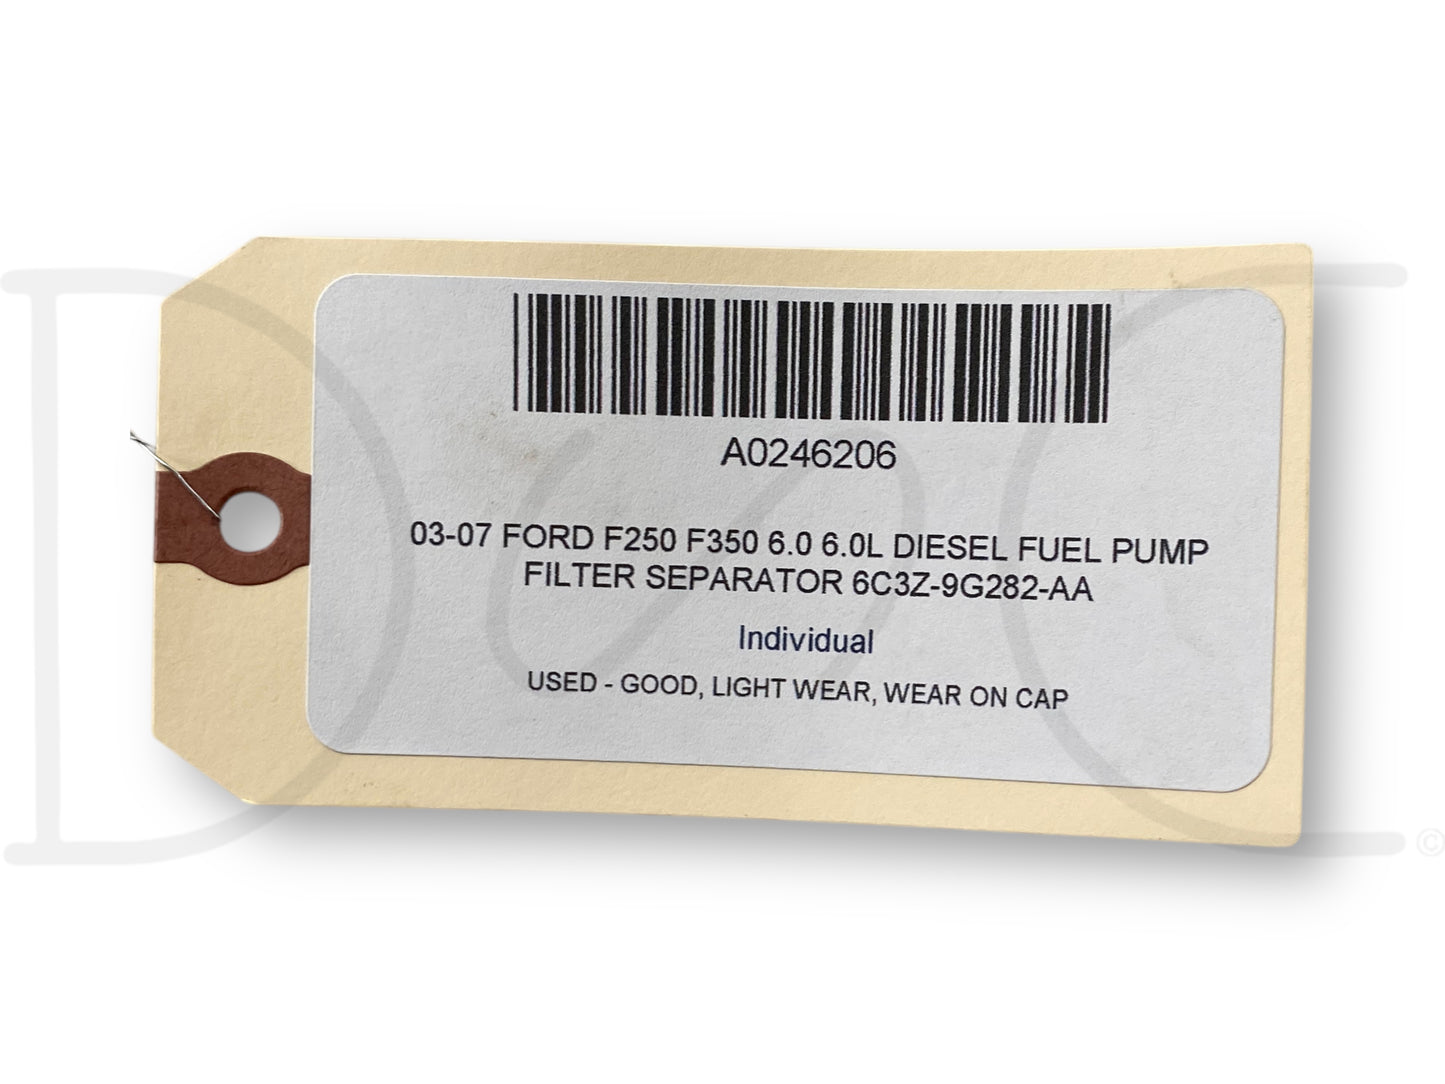 A0246206
03-07 FORD F250 F350 6.0 6.0L DIESEL FUEL PUMP
FILTER SEPARATOR 6C3Z-9G282-AA
Individual
USED - GOOD, LIGHT WEAR, WEAR ON CAP
DSC ©